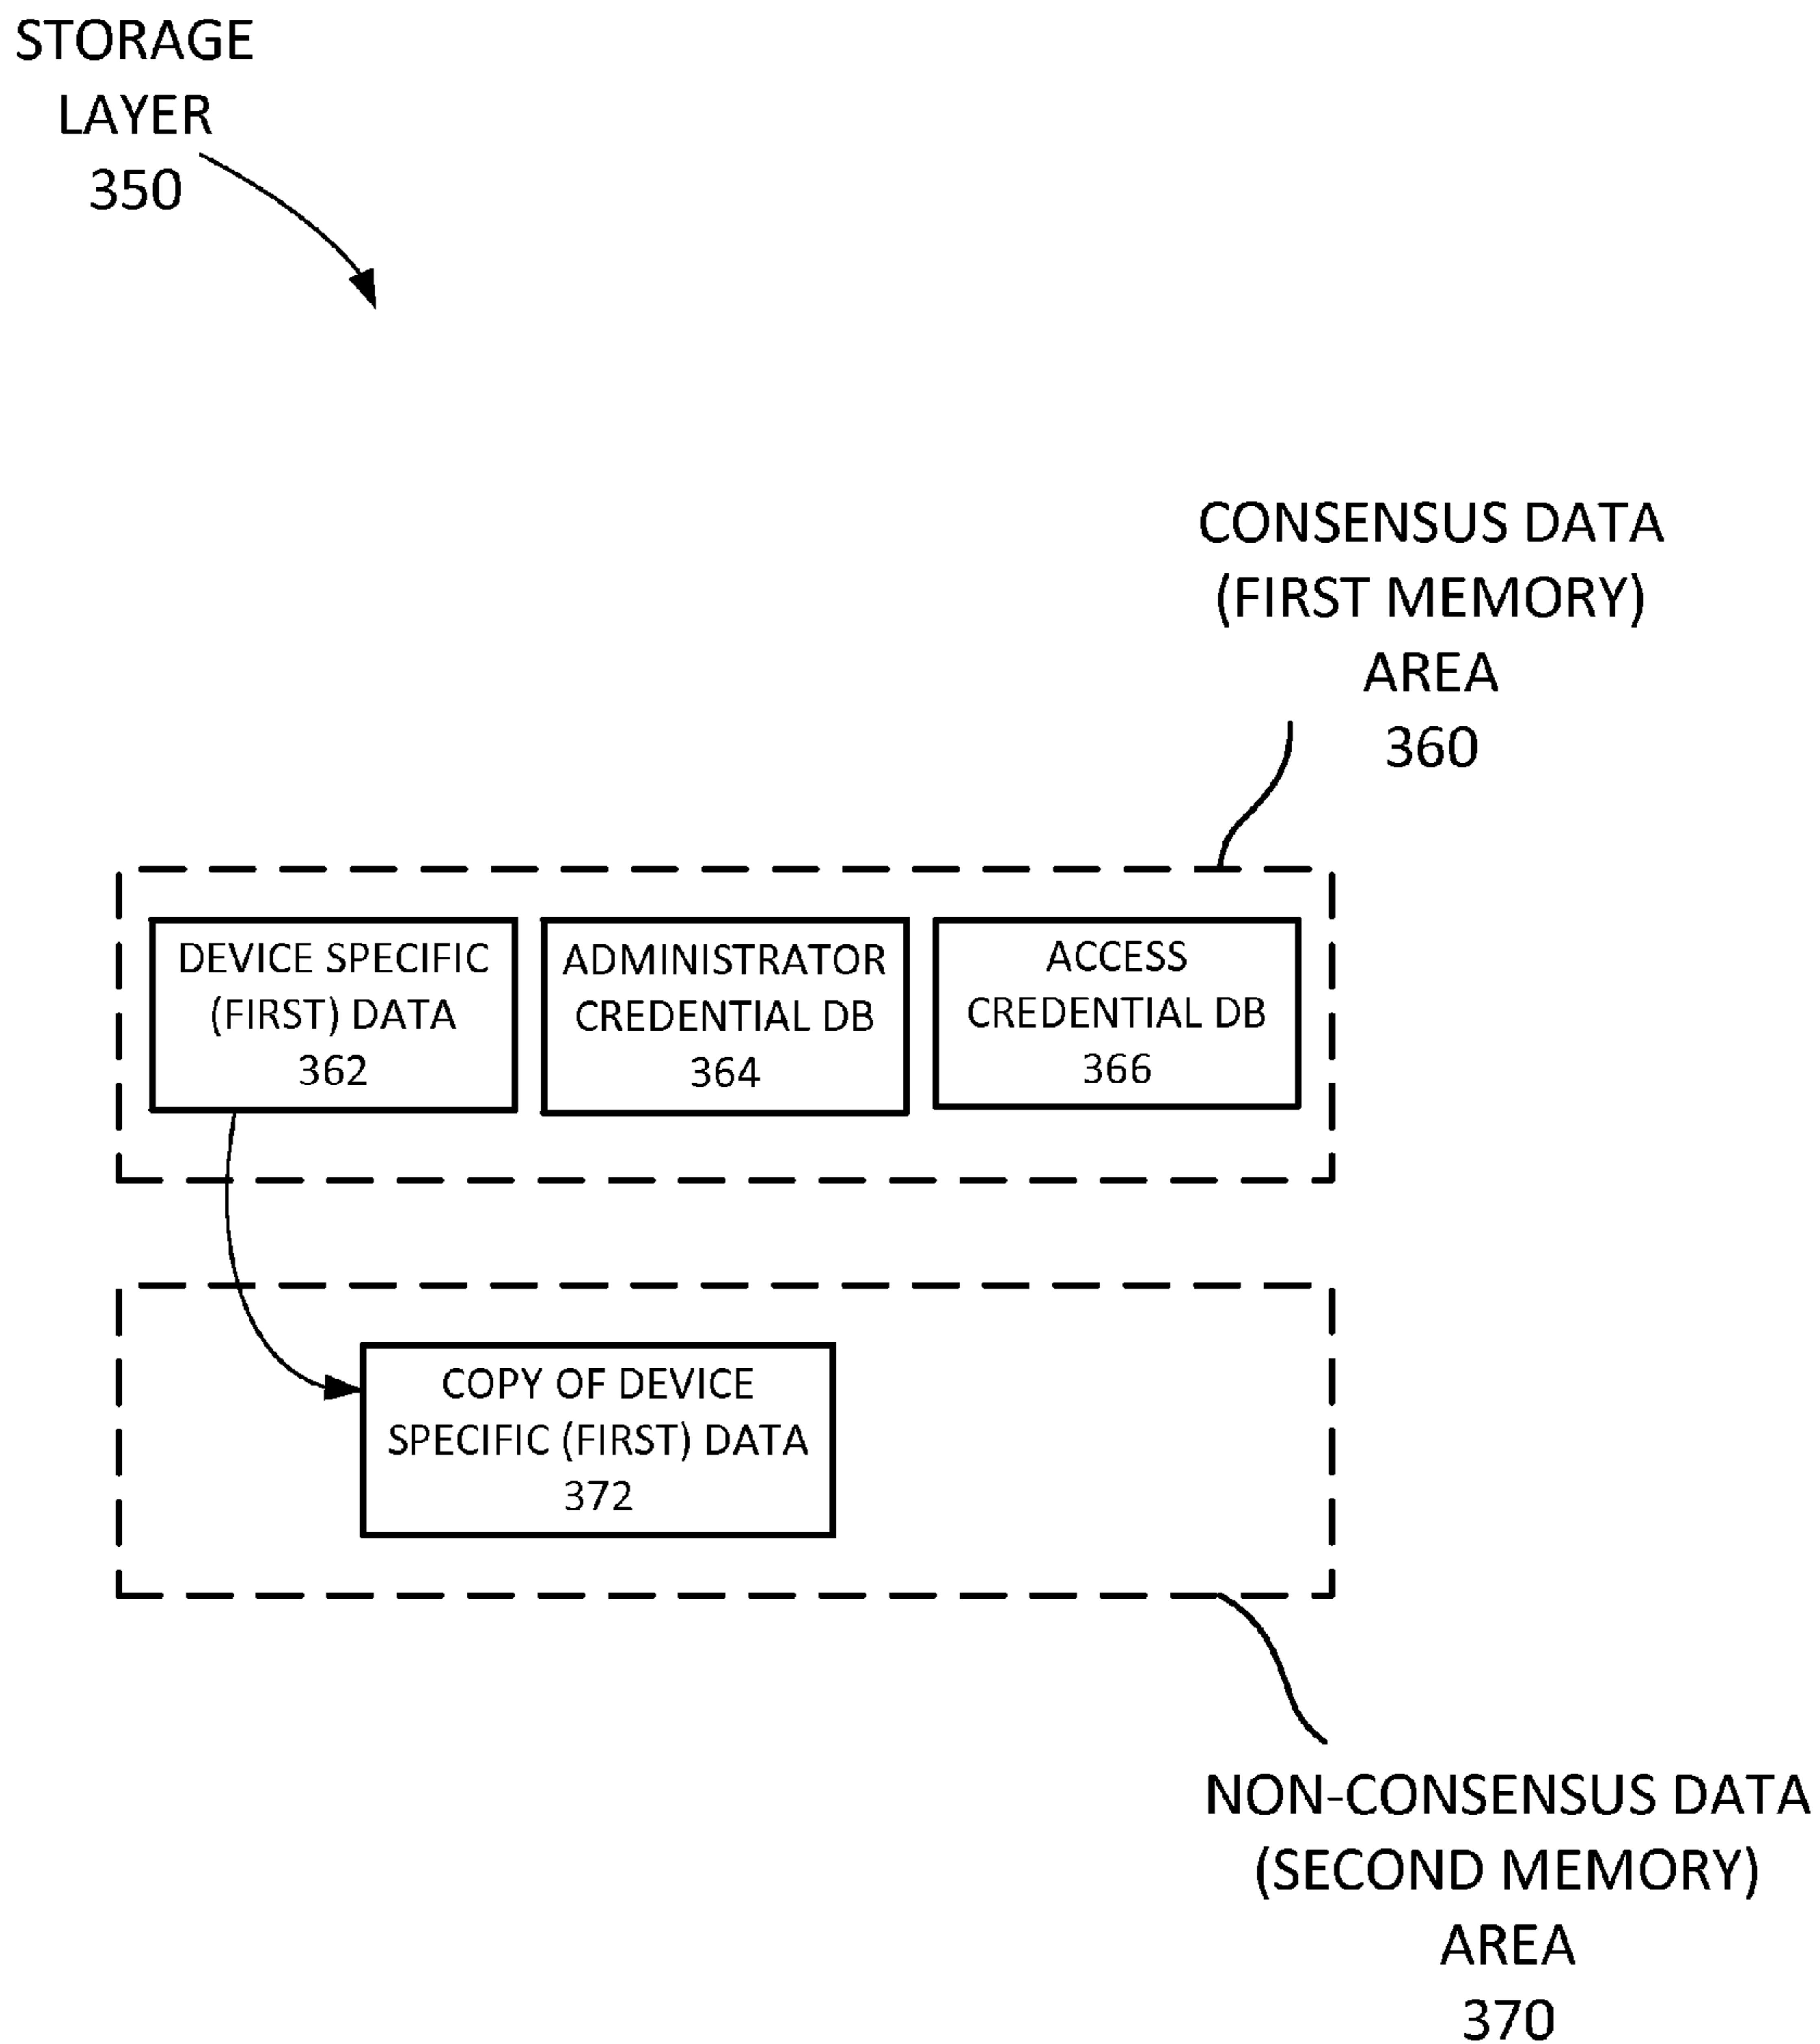 STORAGE
LAYER
350
CONSENSUS DATA
(FIRST MEMORY)
AREA
360
DEVICE SPECIFIC
(FIRST) DATA
362
ADMINISTRATOR
CREDENTIAL DB
364
ACCESS
CREDENTIAL DB
366
COPY OF DEVICE
SPECIFIC (FIRST) DATA
372
NON-CONSENSUS DATA
(SECOND MEMORY)
AREA
370